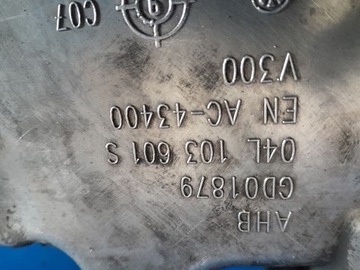 AHB
GD01879
04L 103 601 S
EN AC-43400
V300
C07